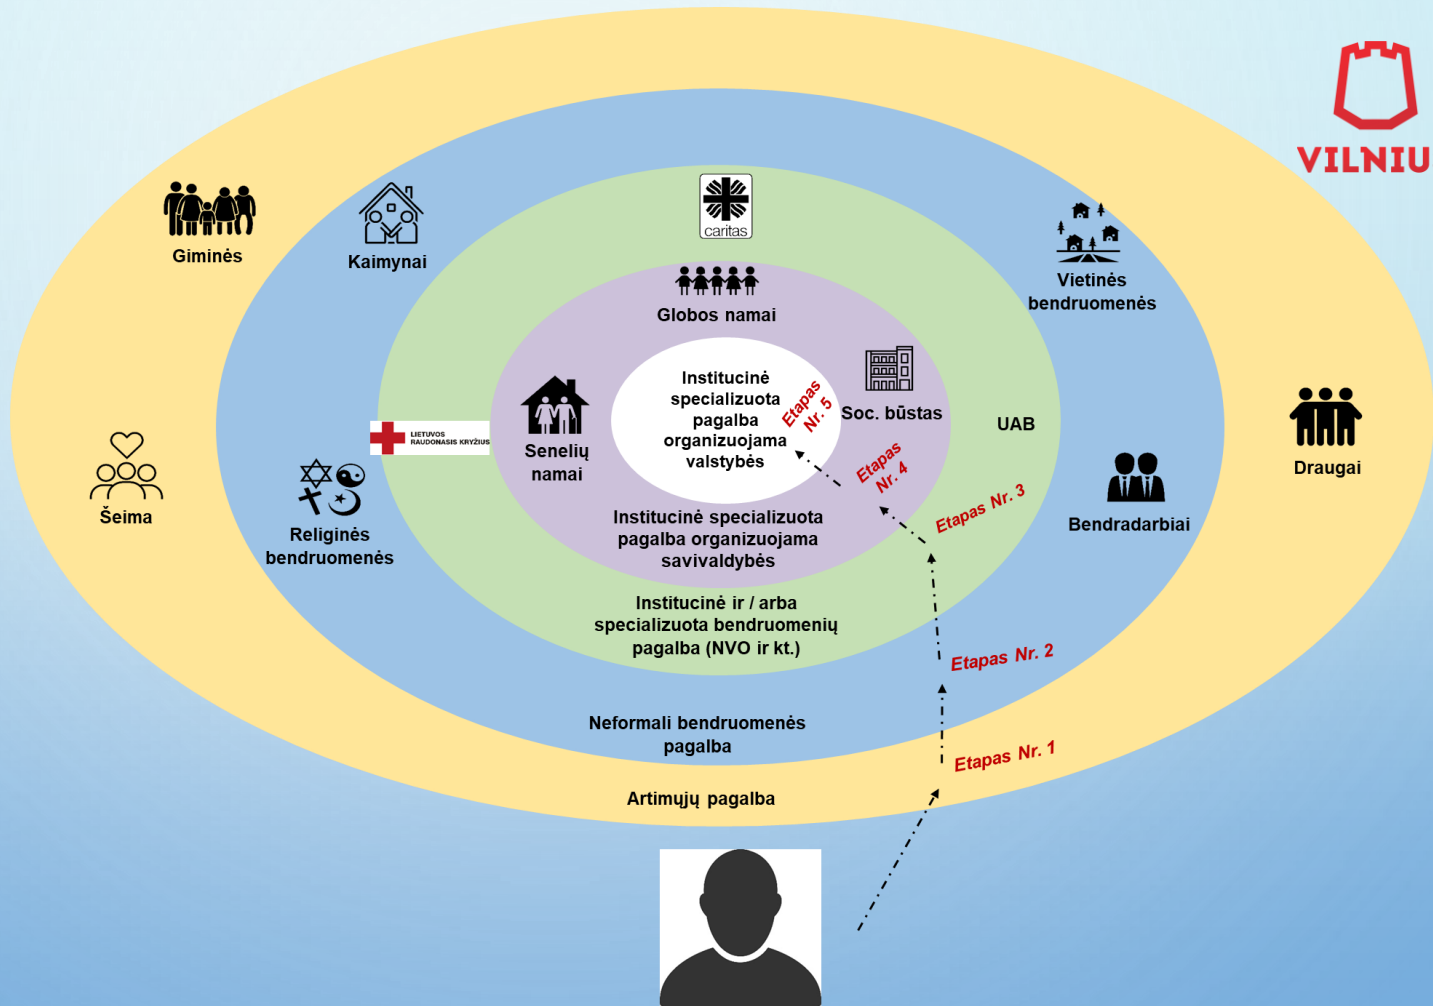 VILNIU
caritas
Giminės
Kaimynai
Vietinės
bendruomenės
Globos namai
Institucinė
specializuota
pagalba
organizuojama
valstybės
Etapas
Nr. 5
Soc. būstas
UAB
LIETUVOS
RAUDONASIS KRYŽIUS
Senelių
namai
Etapas
Nr. 4
Draugai
Šeima
Religinės
bendruomenės
Etapas Nr. 3
Bendradarbiai
Institucinė specializuota
pagalba organizuojama
savivaldybės
Institucinė ir / arba
specializuota bendruomenių
pagalba (NVO ir kt.)
Etapas Nr. 2
Neformali bendruomenės
pagalba
Etapas Nr. 1
Artimųjų pagalba